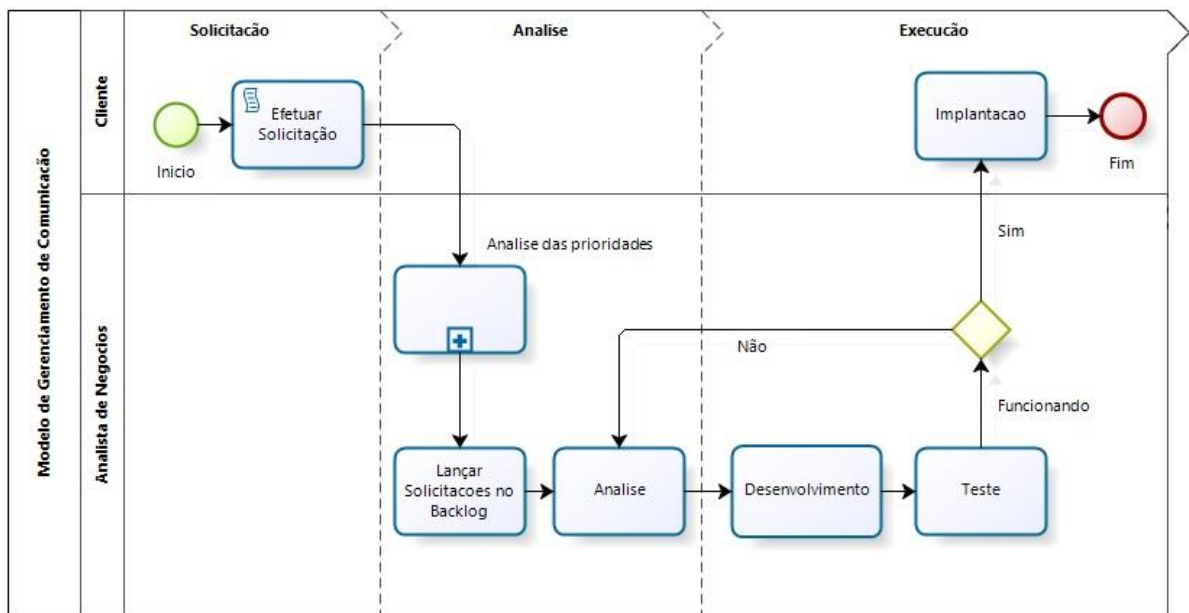 Solicitacão
Analise
Execucão
Modelo de Gerenciamento de Comunicacão
Cliente
Analista de Negocios
Inicio
Efetuar
Solicitação
Implantacao
Fim
Sim
Analise das prioridades
Não
Funcionando
Lançar
Solicitacoes no
Backlog
Analise
Desenvolvimento
Teste